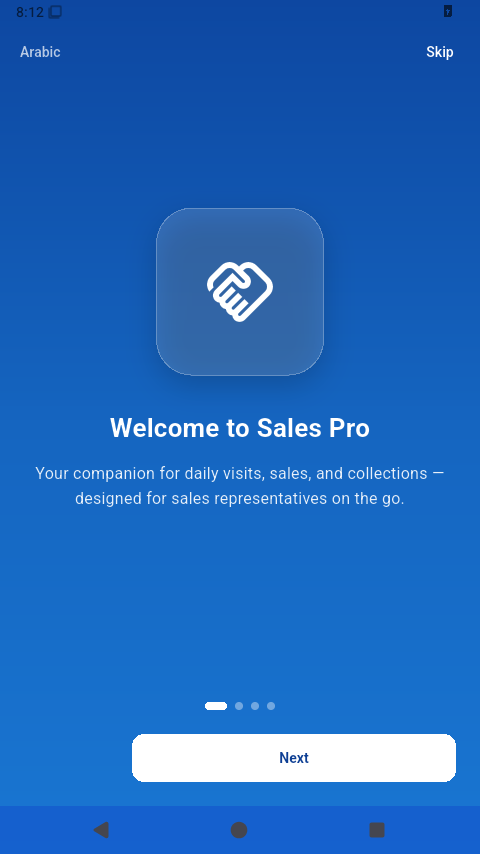 8:12
Arabic
Skip
Welcome to Sales Pro
Your companion for daily visits, sales, and collections —
designed for sales representatives on the go.
Next